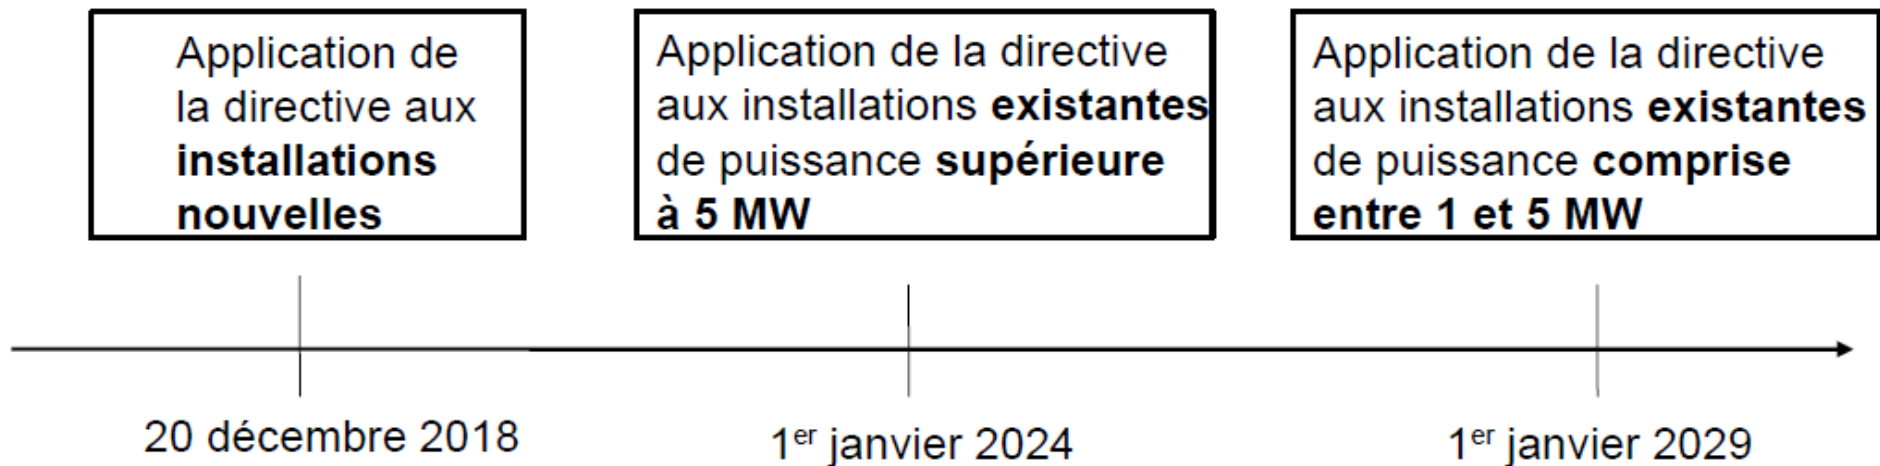 Application de
la directive aux
installations
nouvelles
Application de la directive
aux installations existantes
de puissance supérieure
à 5 MW
Application de la directive
aux installations existantes
de puissance comprise
entre 1 et 5 MW
20 décembre 2018
1er janvier 2024
1er janvier 2029